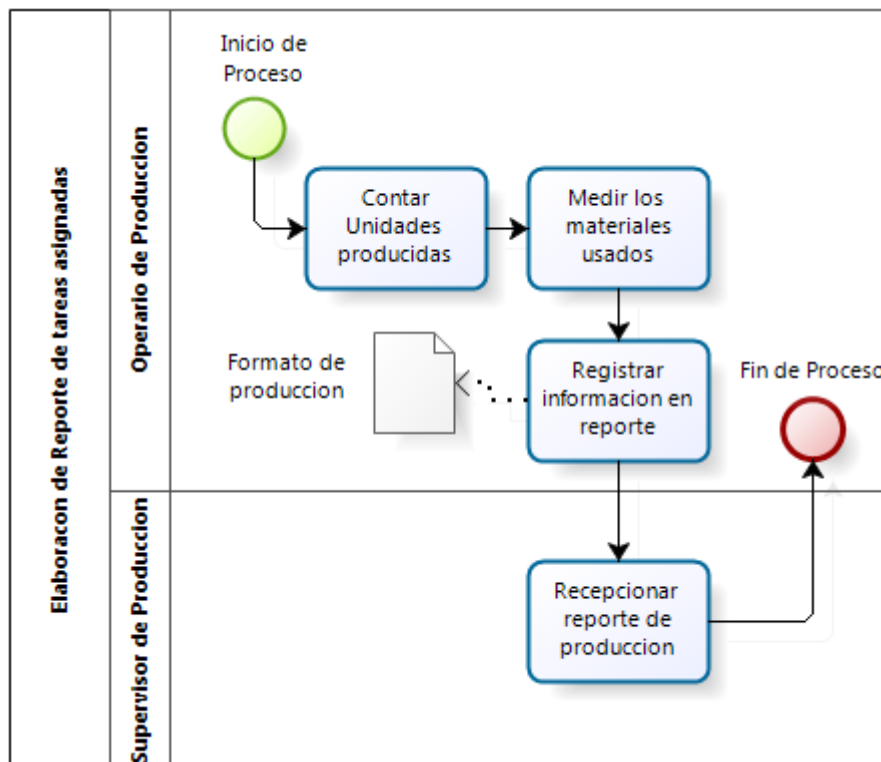 Elaboracon de Reporte de tareas asignadas
Operario de Produccion
Inicio de
Proceso
Contar
Unidades
producidas
Medir los
materiales
usados
Formato de
produccion
Registrar
informacion en
reporte
Fin de Proceso
Supervisor de Produccion
Recepcionar
reporte de
produccion